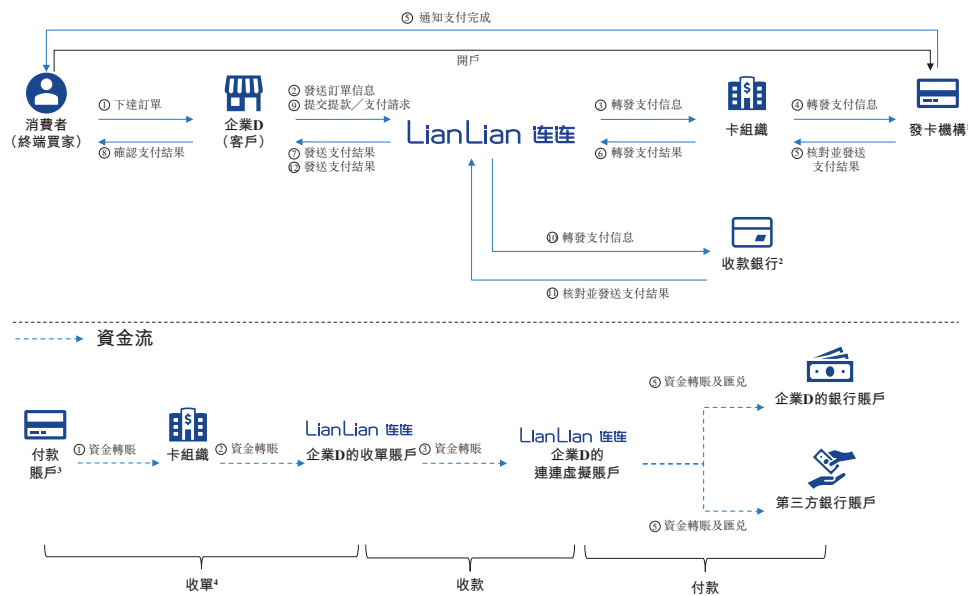 ⑤ 通知支付完成
開戶
消費者
（終端買家）
① 下達訂單
⑧ 確認支付結果
企業D
（客戶）
② 發送訂單信息
⑨ 提交提款／支付請求
⑦ 發送支付結果
⑫ 發送支付結果
LianLian 连连
③ 轉發支付信息
⑥ 轉發支付結果
卡組織
④ 轉發支付信息
⑤ 核對並發送
支付結果
發卡機構¹
⑩ 轉發支付信息
收款銀行²
⑪ 核對並發送支付結果
資金流
付款
賬戶³
① 資金轉賬
卡組織
② 資金轉賬
LianLian 连连
企業D的收單賬戶
③ 資金轉賬
LianLian 连连
企業D的
連連虛擬賬戶
⑤ 資金轉賬及匯兌
企業D的銀行賬戶
第三方銀行賬戶
⑤ 資金轉賬及匯兌
收單⁴
收款
付款